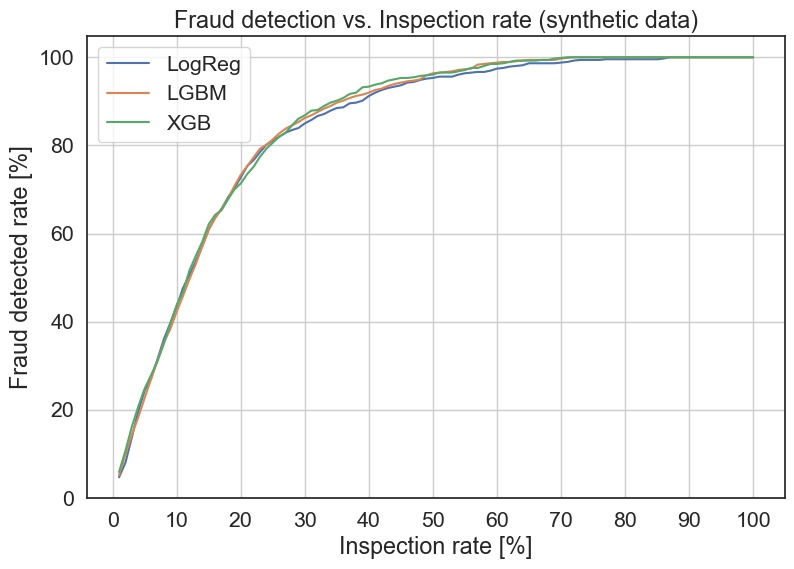 Fraud detection vs. Inspection rate (synthetic data)
LogReg
LGBM
XGB
Fraud detected rate [%]
100
80
60
40
20
0
0 10 20 30 40 50 60 70 80 90 100
Inspection rate [%]